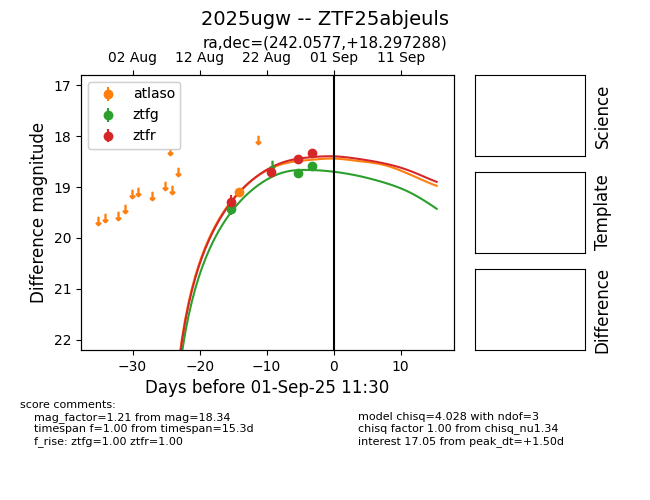 2025ugw -- ZTF25abjeuls
ra,dec=(242.0577,+18.297288)
02 Aug 12 Aug 22 Aug 01 Sep 11 Sep
atlaso
ztfg
ztfr
17
18
19
20
21
22
Difference magnitude
−30 −20 −10 0 10
Days before 01-Sep-25 11:30
Science
Template
Difference
score comments:
mag_factor=1.21 from mag=18.34
timespan f=1.00 from timespan=15.3d
f_rise: ztfg=1.00 ztfr=1.00
model chisq=4.028 with ndof=3
chisq factor 1.00 from chisq_nu1.34
interest 17.05 from peak_dt=+1.50d